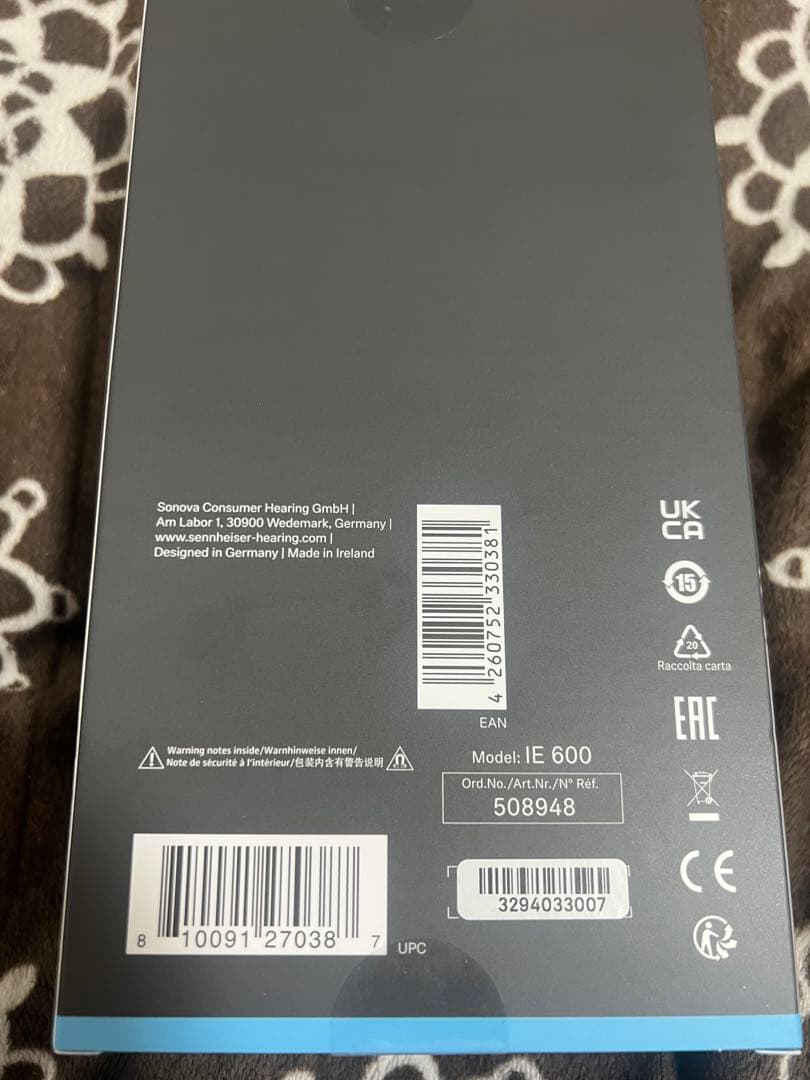 Sonova Consumer Hearing GmbH |
Am Labor 1, 30900 Wedemark, Germany |
www.sennheiser-hearing.com |
Designed in Germany | Made in Ireland
4 260752 330381
EAN
UK
CA
15
20
Raccolta carta
EAC
Warning notes inside/Warnhinweise innen/
Note de sécurité à l'intérieur/包装内含有警告说明
Model: IE 600
Ord.No./Art.Nr./N° Réf.
508948
3294033007
CE
8 10091 27038 7
UPC